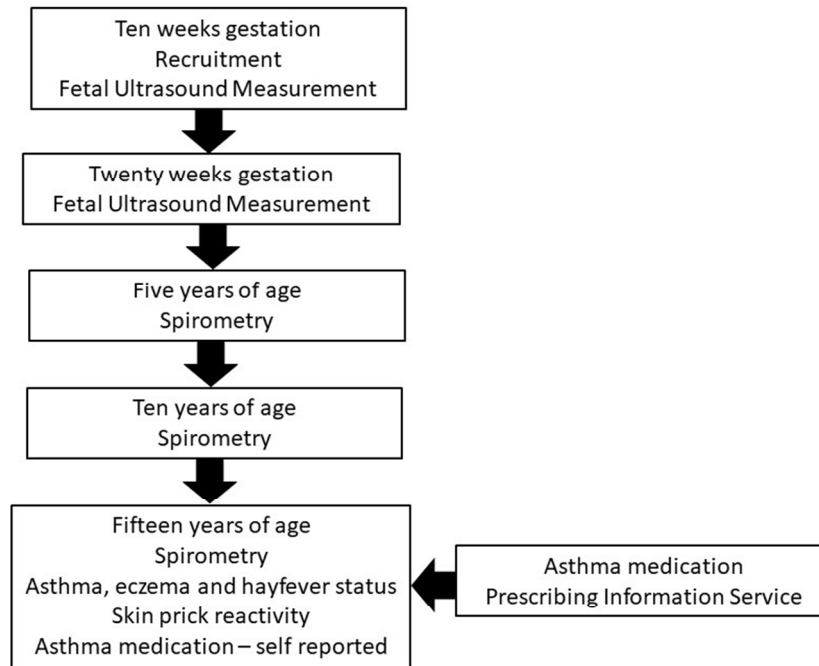 Ten weeks gestation
Recruitment
Fetal Ultrasound Measurement
Twenty weeks gestation
Fetal Ultrasound Measurement
Five years of age
Spirometry
Ten years of age
Spirometry
Fifteen years of age
Spirometry
Asthma, eczema and hayfever status
Skin prick reactivity
Asthma medication – self reported
Asthma medication
Prescribing Information Service